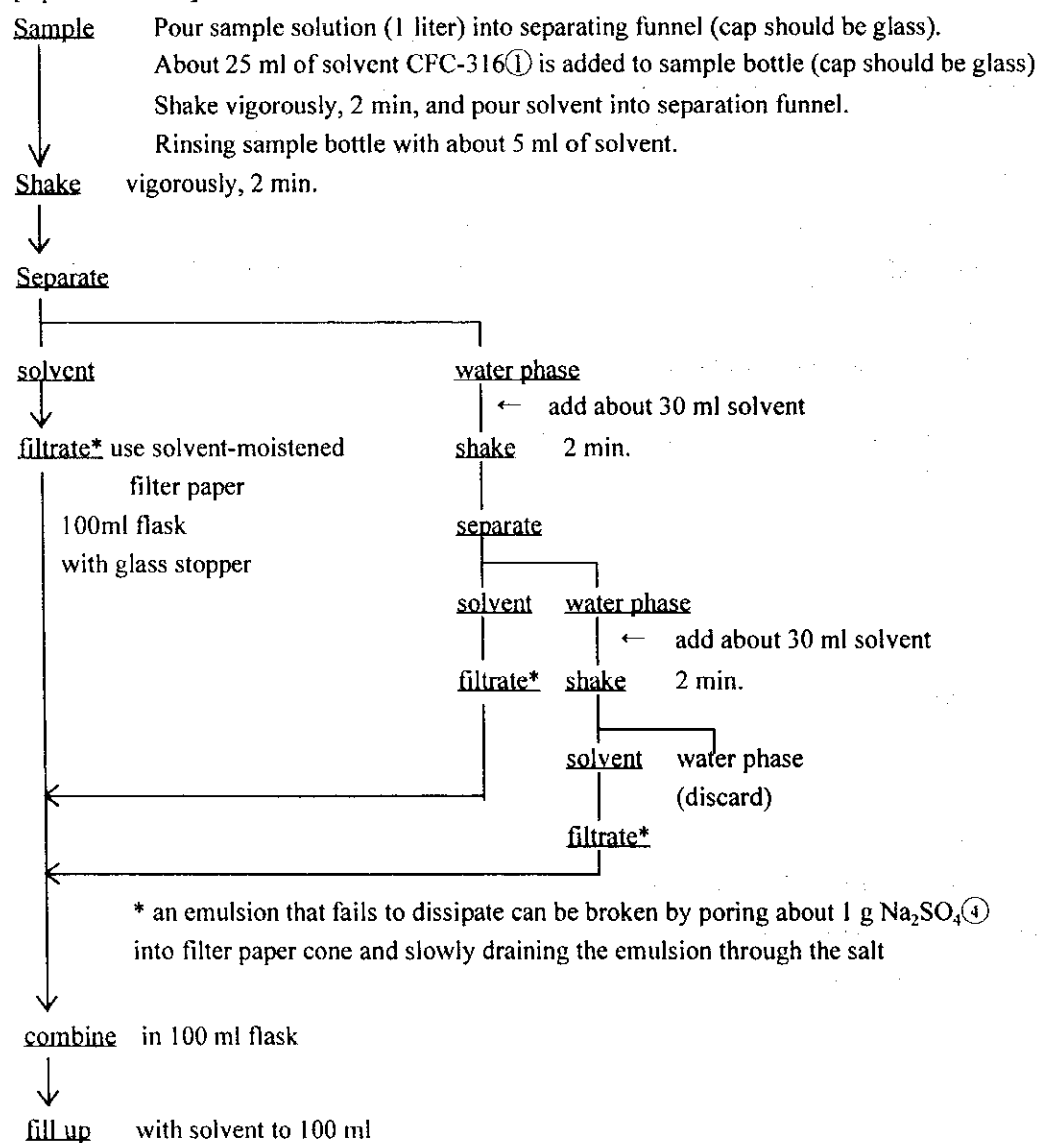 Sample Pour sample solution (1 liter) into separating funnel (cap should be glass).
About 25 ml of solvent CFC-316① is added to sample bottle (cap should be glass)
Shake vigorously, 2 min, and pour solvent into separation funnel.
Rinsing sample bottle with about 5 ml of solvent.
Shake vigorously, 2 min.
Separate
solvent water phase
← add about 30 ml solvent
filtrate* use solvent-moistened shake 2 min.
filter paper
100ml flask separate
with glass stopper
solvent water phase
← add about 30 ml solvent
filtrate* shake 2 min.
solvent water phase
(discard)
filtrate*
* an emulsion that fails to dissipate can be broken by poring about 1 g Na₂SO₄④
into filter paper cone and slowly draining the emulsion through the salt
combine in 100 ml flask
fill up with solvent to 100 ml